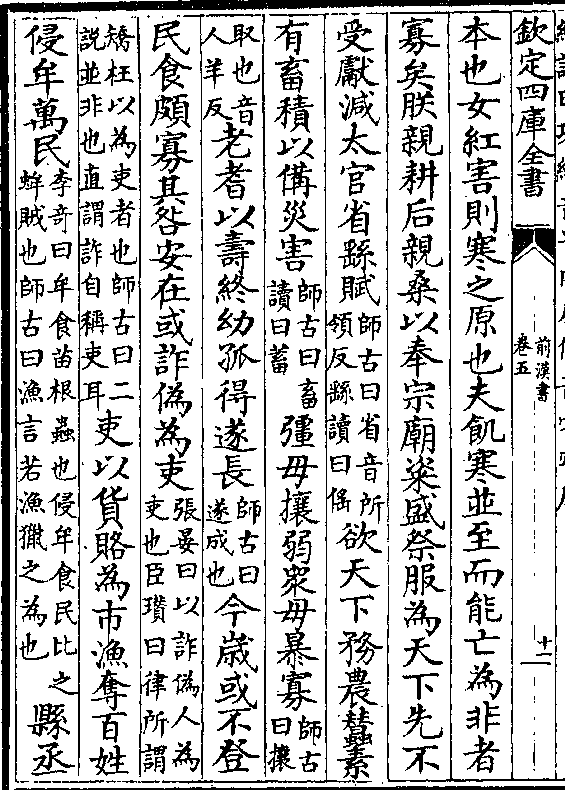 欽定四庫全書
前漢書
卷五
十一
本也女紅害則寒之原也夫飢寒並至而能亡為非者
寡矣朕親耕后親桑以奉宗廟粢盛祭服為天下先不
受獻減太官省繇賦師古曰省音所領反繇讀曰傜欲天下務農蠶素
有畜積以備災害師古曰畜讀曰蓄彊毋攘弱衆毋暴寡師古曰攘
取也音人羊反老耆以壽終幼孤得遂長師古曰遂成也今歲或不登
民食頗寡其咎安在或詐偽為吏張晏曰以詐偽人為吏也臣瓚曰律所謂
矯枉以為吏者也師古曰二說並非也直謂詐自稱吏耳吏以貨賂為市漁奪百姓
侵牟萬民李奇曰牟食苗根蟲也侵牟食民比之蛑賊也師古曰漁言若漁獵之為也縣丞